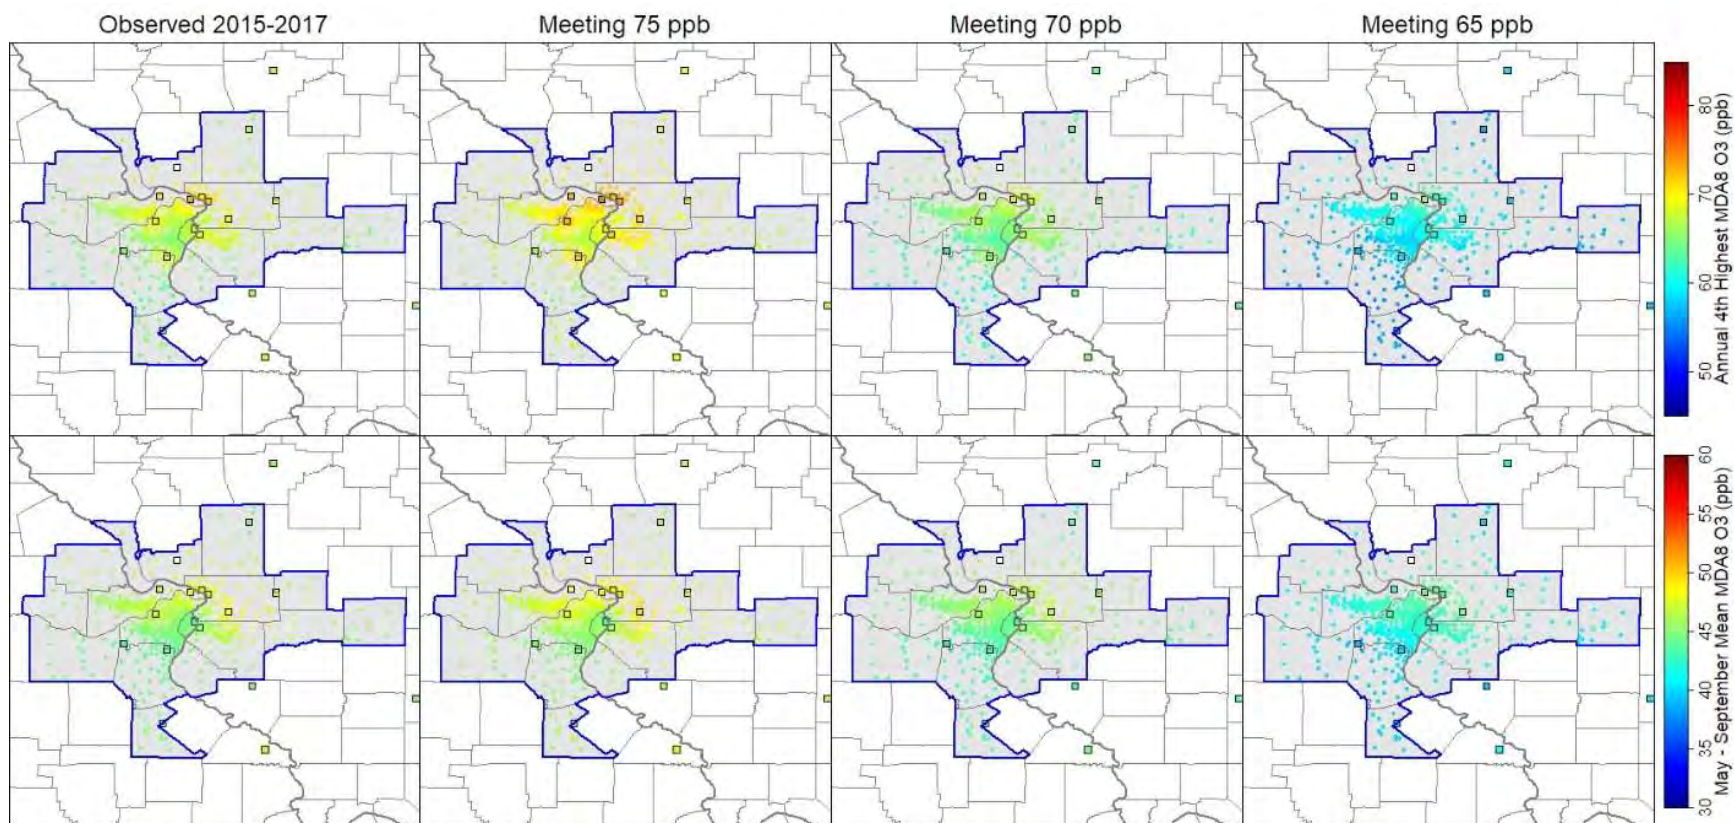 Observed 2015-2017
Meeting 75 ppb
Meeting 70 ppb
Meeting 65 ppb
80
70
60
50
Annual 4th Highest MDA8 O3 (ppb)
60
55
50
45
40
35
30
May - September Mean MDA8 O3 (ppb)